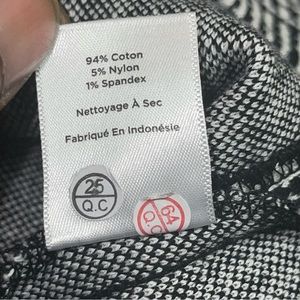 94% Coton
5% Nylon
1% Spandex
Nettoyage À Sec
Fabriqué En Indonésie
25
Q.C
64
Q.C